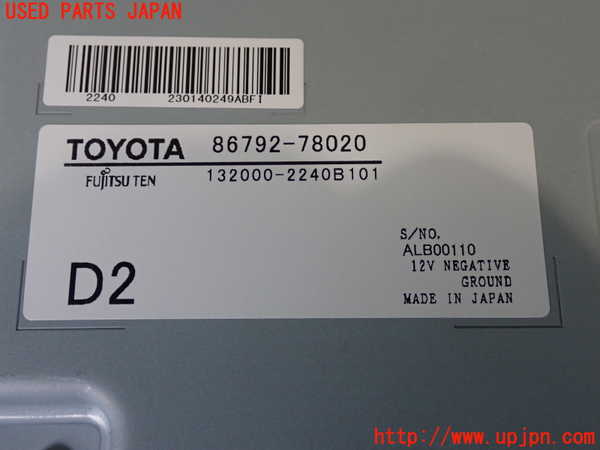 USED PARTS JAPAN
2240 230140249ABFI
TOYOTA 86792-78020
FUJITSU TEN 132000-2240B101
S/NO.
ALB00110
D2
12V NEGATIVE
GROUND
MADE IN JAPAN
http://www.upjpn.com/